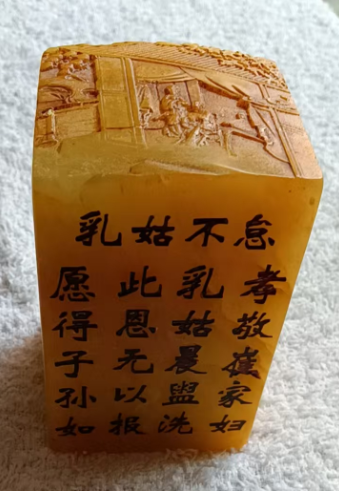 乳姑不怠
孝敬崔家妇
乳姑晨盥洗
此恩无以报
愿得子孙如